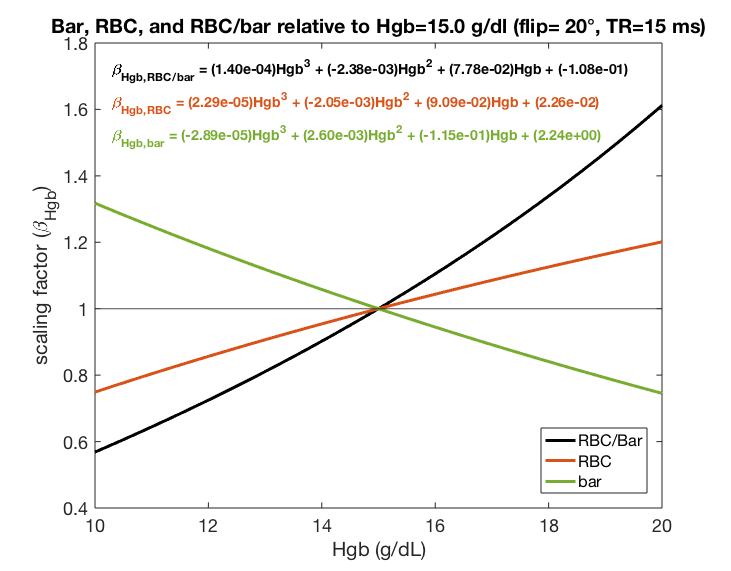 Bar, RBC, and RBC/bar relative to Hgb=15.0 g/dl (flip= 20°, TR=15 ms)
1.8
β_Hgb,RBC/bar = (1.40e-04)Hgb³ + (-2.38e-03)Hgb² + (7.78e-02)Hgb + (-1.08e-01)
1.6
β_Hgb,RBC = (2.29e-05)Hgb³ + (-2.05e-03)Hgb² + (9.09e-02)Hgb + (2.26e-02)
β_Hgb,bar = (-2.89e-05)Hgb³ + (2.60e-03)Hgb² + (-1.15e-01)Hgb + (2.24e+00)
1.4
1.2
1
0.8
0.6
0.4
scaling factor (β_Hgb)
RBC/Bar
RBC
bar
10 12 14 16 18 20
Hgb (g/dL)